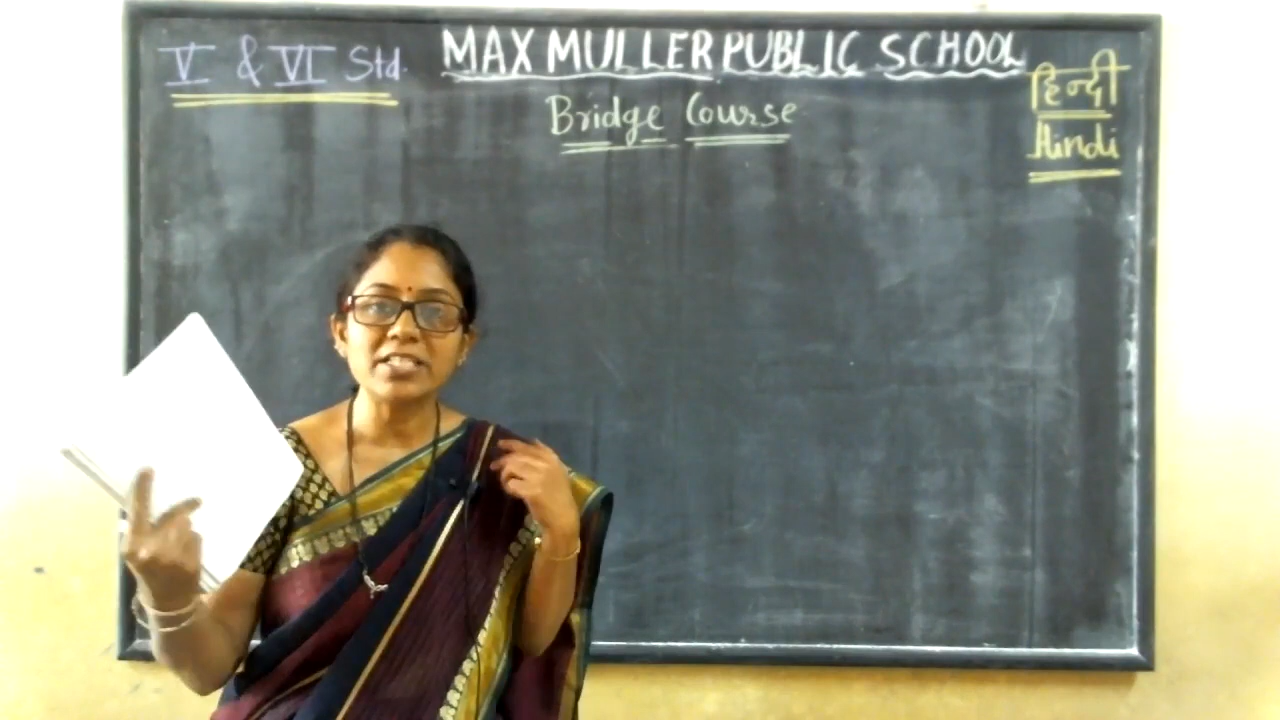 V & VI Std.
MAX MULLER PUBLIC SCHOOL
Bridge Course
हिन्दी
Hindi